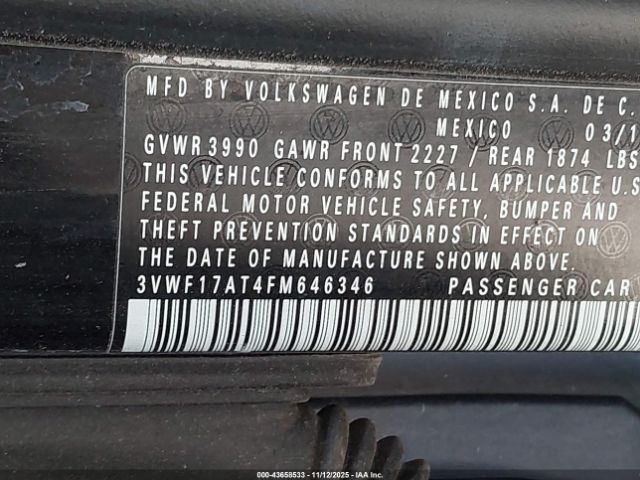 MFD BY VOLKSWAGEN DE MEXICO S.A. DE C.
MEXICO 03/1
GVWR 3990 GAWR FRONT 2227 / REAR 1874 LBS
THIS VEHICLE CONFORMS TO ALL APPLICABLE U.S
FEDERAL MOTOR VEHICLE SAFETY, BUMPER AND
THEFT PREVENTION STANDARDS IN EFFECT ON
THE DATE OF MANUFACTURE SHOWN ABOVE.
3VWF17AT4FM646346 PASSENGER CAR
000-43658533 - 11/12/2025 - IAAI.COM